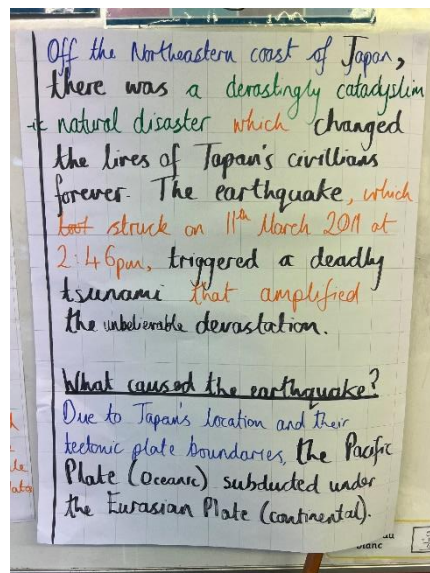 Off the Northeastern coast of Japan,
there was a devastingly cataclyslim
-ic natural disaster which changed
the lives of Japan's civillians
forever. The earthquake, which
struck on 11th March 2011 at
2:46pm, triggered a deadly
tsunami that amplified
the unbelievable devastation.
What caused the earthquake?
Due to Japan's location and their
tectonic plate boundaries, the Pacific
Plate (Oceanic) subducted under
the Eurasian Plate (continental).